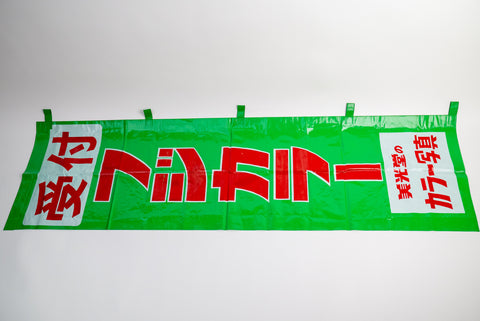 受付
フジカラー
美光堂の
カラー写真